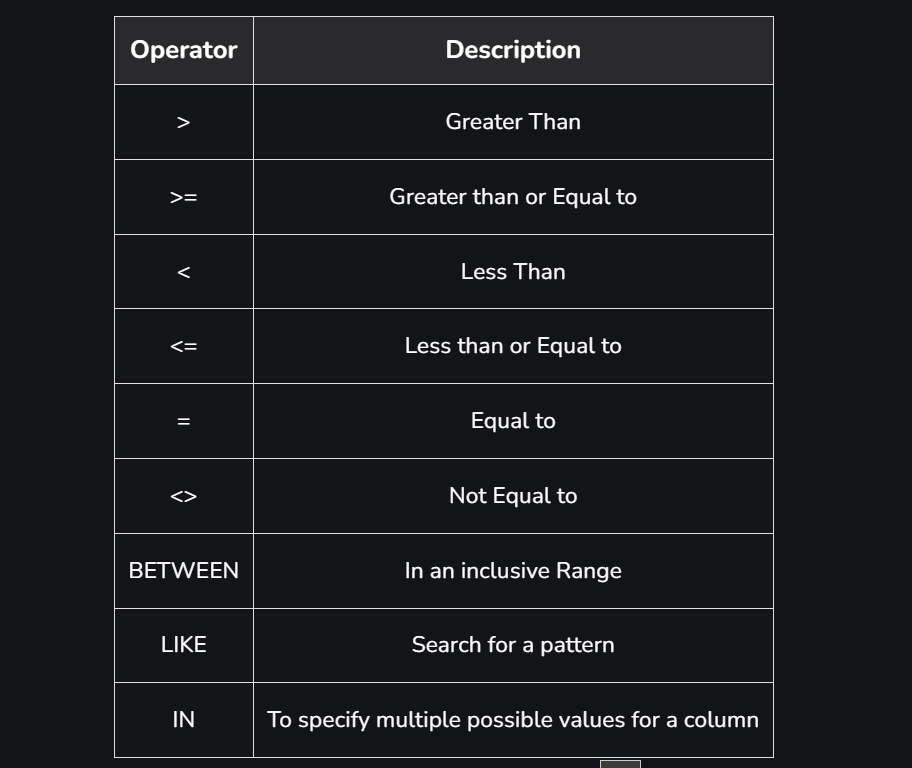 Operator Description
> Greater Than
>= Greater than or Equal to
< Less Than
<= Less than or Equal to
= Equal to
<> Not Equal to
BETWEEN In an inclusive Range
LIKE Search for a pattern
IN To specify multiple possible values for a column